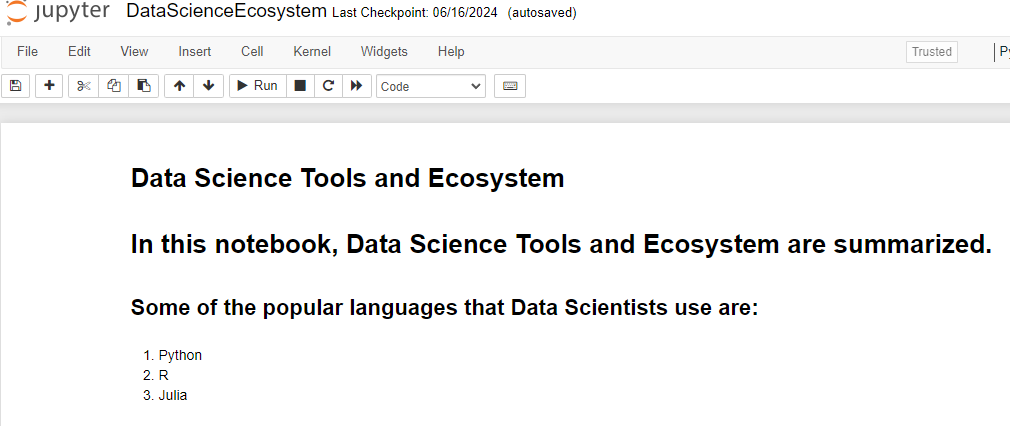 jupyter DataScienceEcosystem Last Checkpoint: 06/16/2024 (autosaved)
File Edit View Insert Cell Kernel Widgets Help Trusted
Run Code
Data Science Tools and Ecosystem
In this notebook, Data Science Tools and Ecosystem are summarized.
Some of the popular languages that Data Scientists use are:
1. Python
2. R
3. Julia